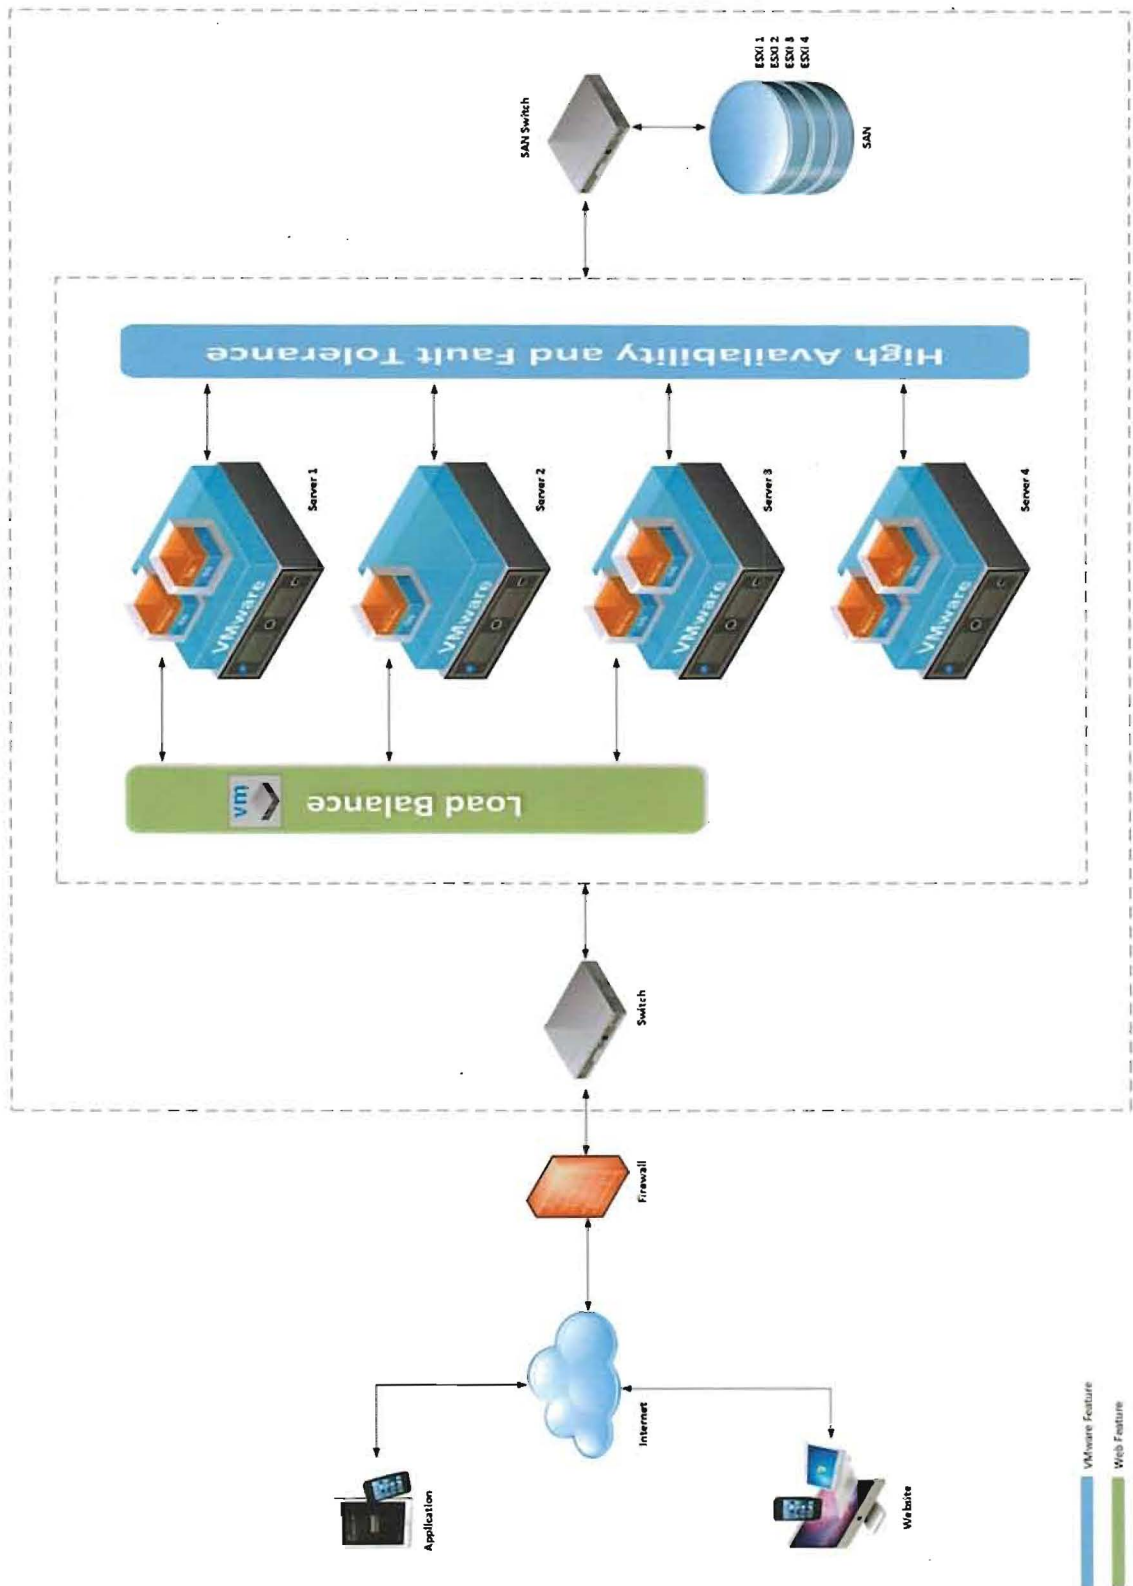 Application
Website
Internet
Firewall
Switch
Load Balance
vm
VMware
Server 1
VMware
Server 2
VMware
Server 3
VMware
Server 4
High Availability and Fault Tolerance
SAN Switch
ESXI 1
ESXI 2
ESXI 3
ESXI 4
SAN
VMware Feature
Web Feature